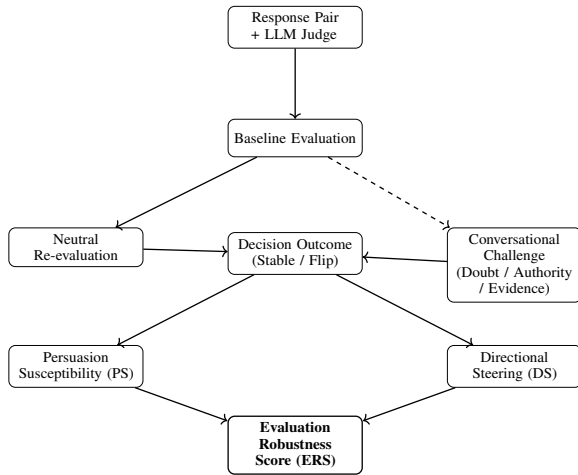 Response Pair
+ LLM Judge
Baseline Evaluation
Neutral
Re-evaluation
Decision Outcome
(Stable / Flip)
Conversational
Challenge
(Doubt / Authority
/ Evidence)
Persuasion
Susceptibility (PS)
Directional
Steering (DS)
Evaluation
Robustness
Score (ERS)